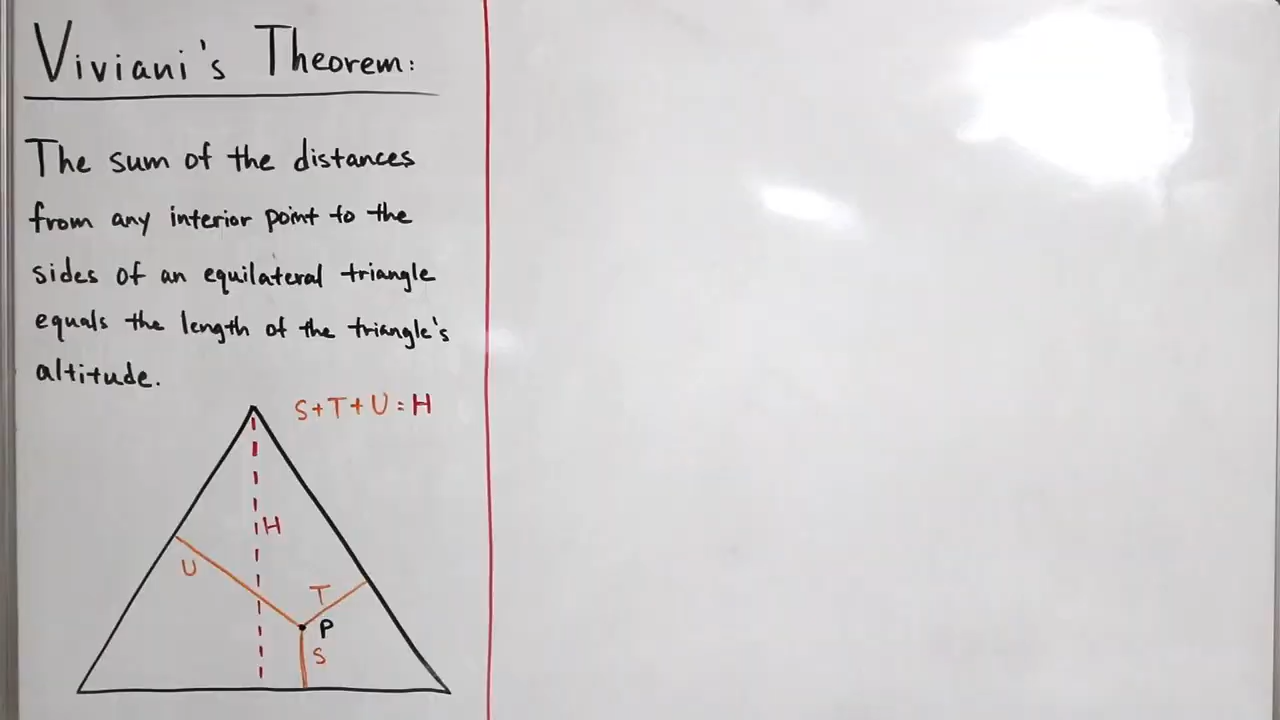 Viviani's Theorem:
The sum of the distances
from any interior point to the
sides of an equilateral triangle
equals the length of the triangle's
altitude.
S+T+U=H
H
U
T
P
S